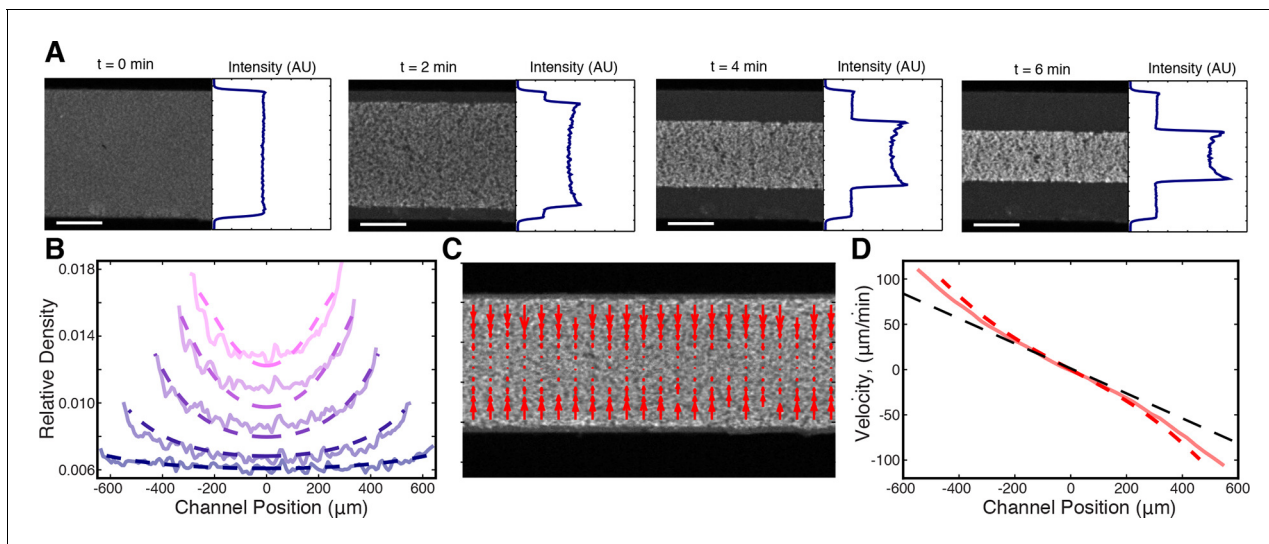 A
t = 0 min
Intensity (AU)
t = 2 min
Intensity (AU)
t = 4 min
Intensity (AU)
t = 6 min
Intensity (AU)
B
Relative Density
0.018
0.014
0.010
0.006
-600 -400 -200 0 200 400 600
Channel Position (μm)
C
D
Velocity, (μm/min)
100
50
0
-50
-100
-600 -400 -200 0 200 400 600
Channel Position (μm)